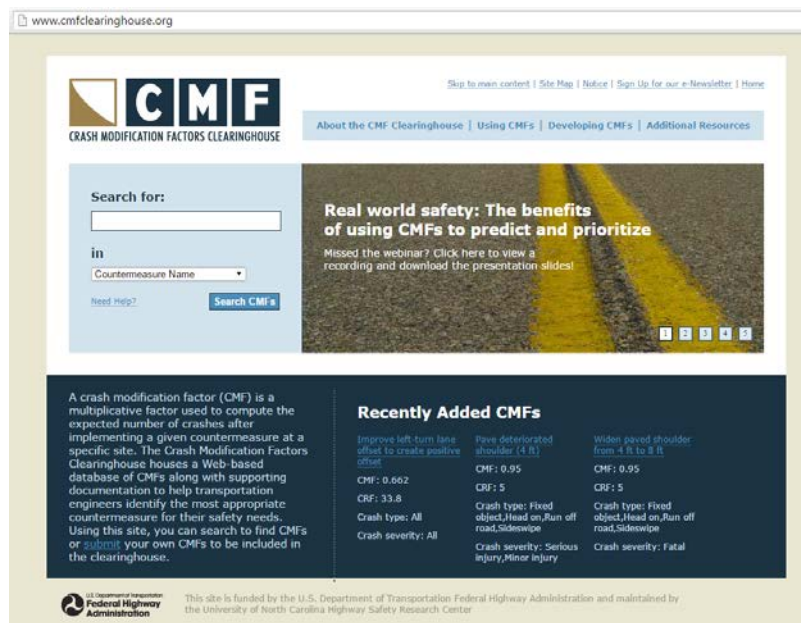 www.cmfclearinghouse.org
Skip to main content | Site Map | Notice | Sign Up for our e-Newsletter | Home
CMF
CRASH MODIFICATION FACTORS CLEARINGHOUSE
About the CMF Clearinghouse | Using CMFs | Developing CMFs | Additional Resources
Search for:
in
Countermeasure Name
Need Help?
Search CMFs
Real world safety: The benefits
of using CMFs to predict and prioritize
Missed the webinar? Click here to view a
recording and download the presentation slides!
1 2 3 4 5
A crash modification factor (CMF) is a
multiplicative factor used to compute the
expected number of crashes after
implementing a given countermeasure at a
specific site. The Crash Modification Factors
Clearinghouse houses a Web-based
database of CMFs along with supporting
documentation to help transportation
engineers identify the most appropriate
countermeasure for their safety needs.
Using this site, you can search to find CMFs
or submit your own CMFs to be included in
the clearinghouse.
Recently Added CMFs
Improve left-turn lane
offset to create positive
offset
CMF: 0.662
CRF: 33.8
Crash type: All
Crash severity: All
Pave deteriorated
shoulder (4 ft)
CMF: 0.95
CRF: 5
Crash type: Fixed
object,Head on,Run off
road,Sideswipe
Crash severity: Serious
injury,Minor injury
Widen paved shoulder
from 4 ft to 8 ft
CMF: 0.95
CRF: 5
Crash type: Fixed
object,Head on,Run off
road,Sideswipe
Crash severity: Fatal
U.S. Department of Transportation
Federal Highway
Administration
This site is funded by the U.S. Department of Transportation Federal Highway Administration and maintained by
the University of North Carolina Highway Safety Research Center